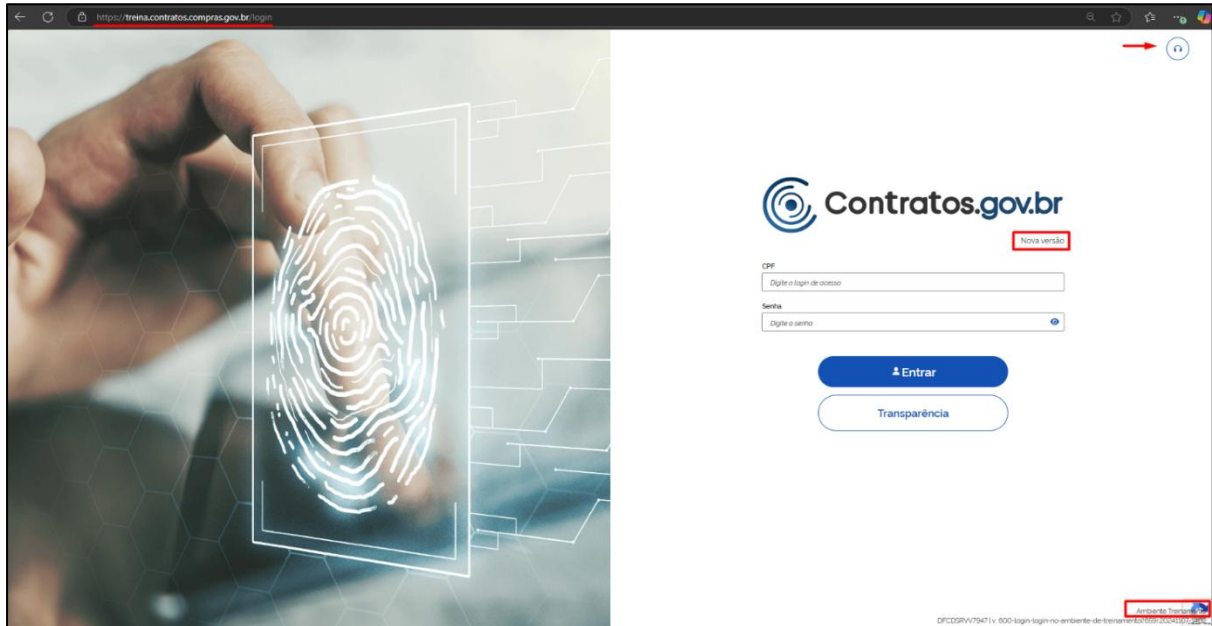 https://treina.contratos.compras.gov.br/login
Contratos.gov.br
Nova versão
CPF
Digite o login de acesso
Senha
Digite a senha
Entrar
Transparência
Ambiente